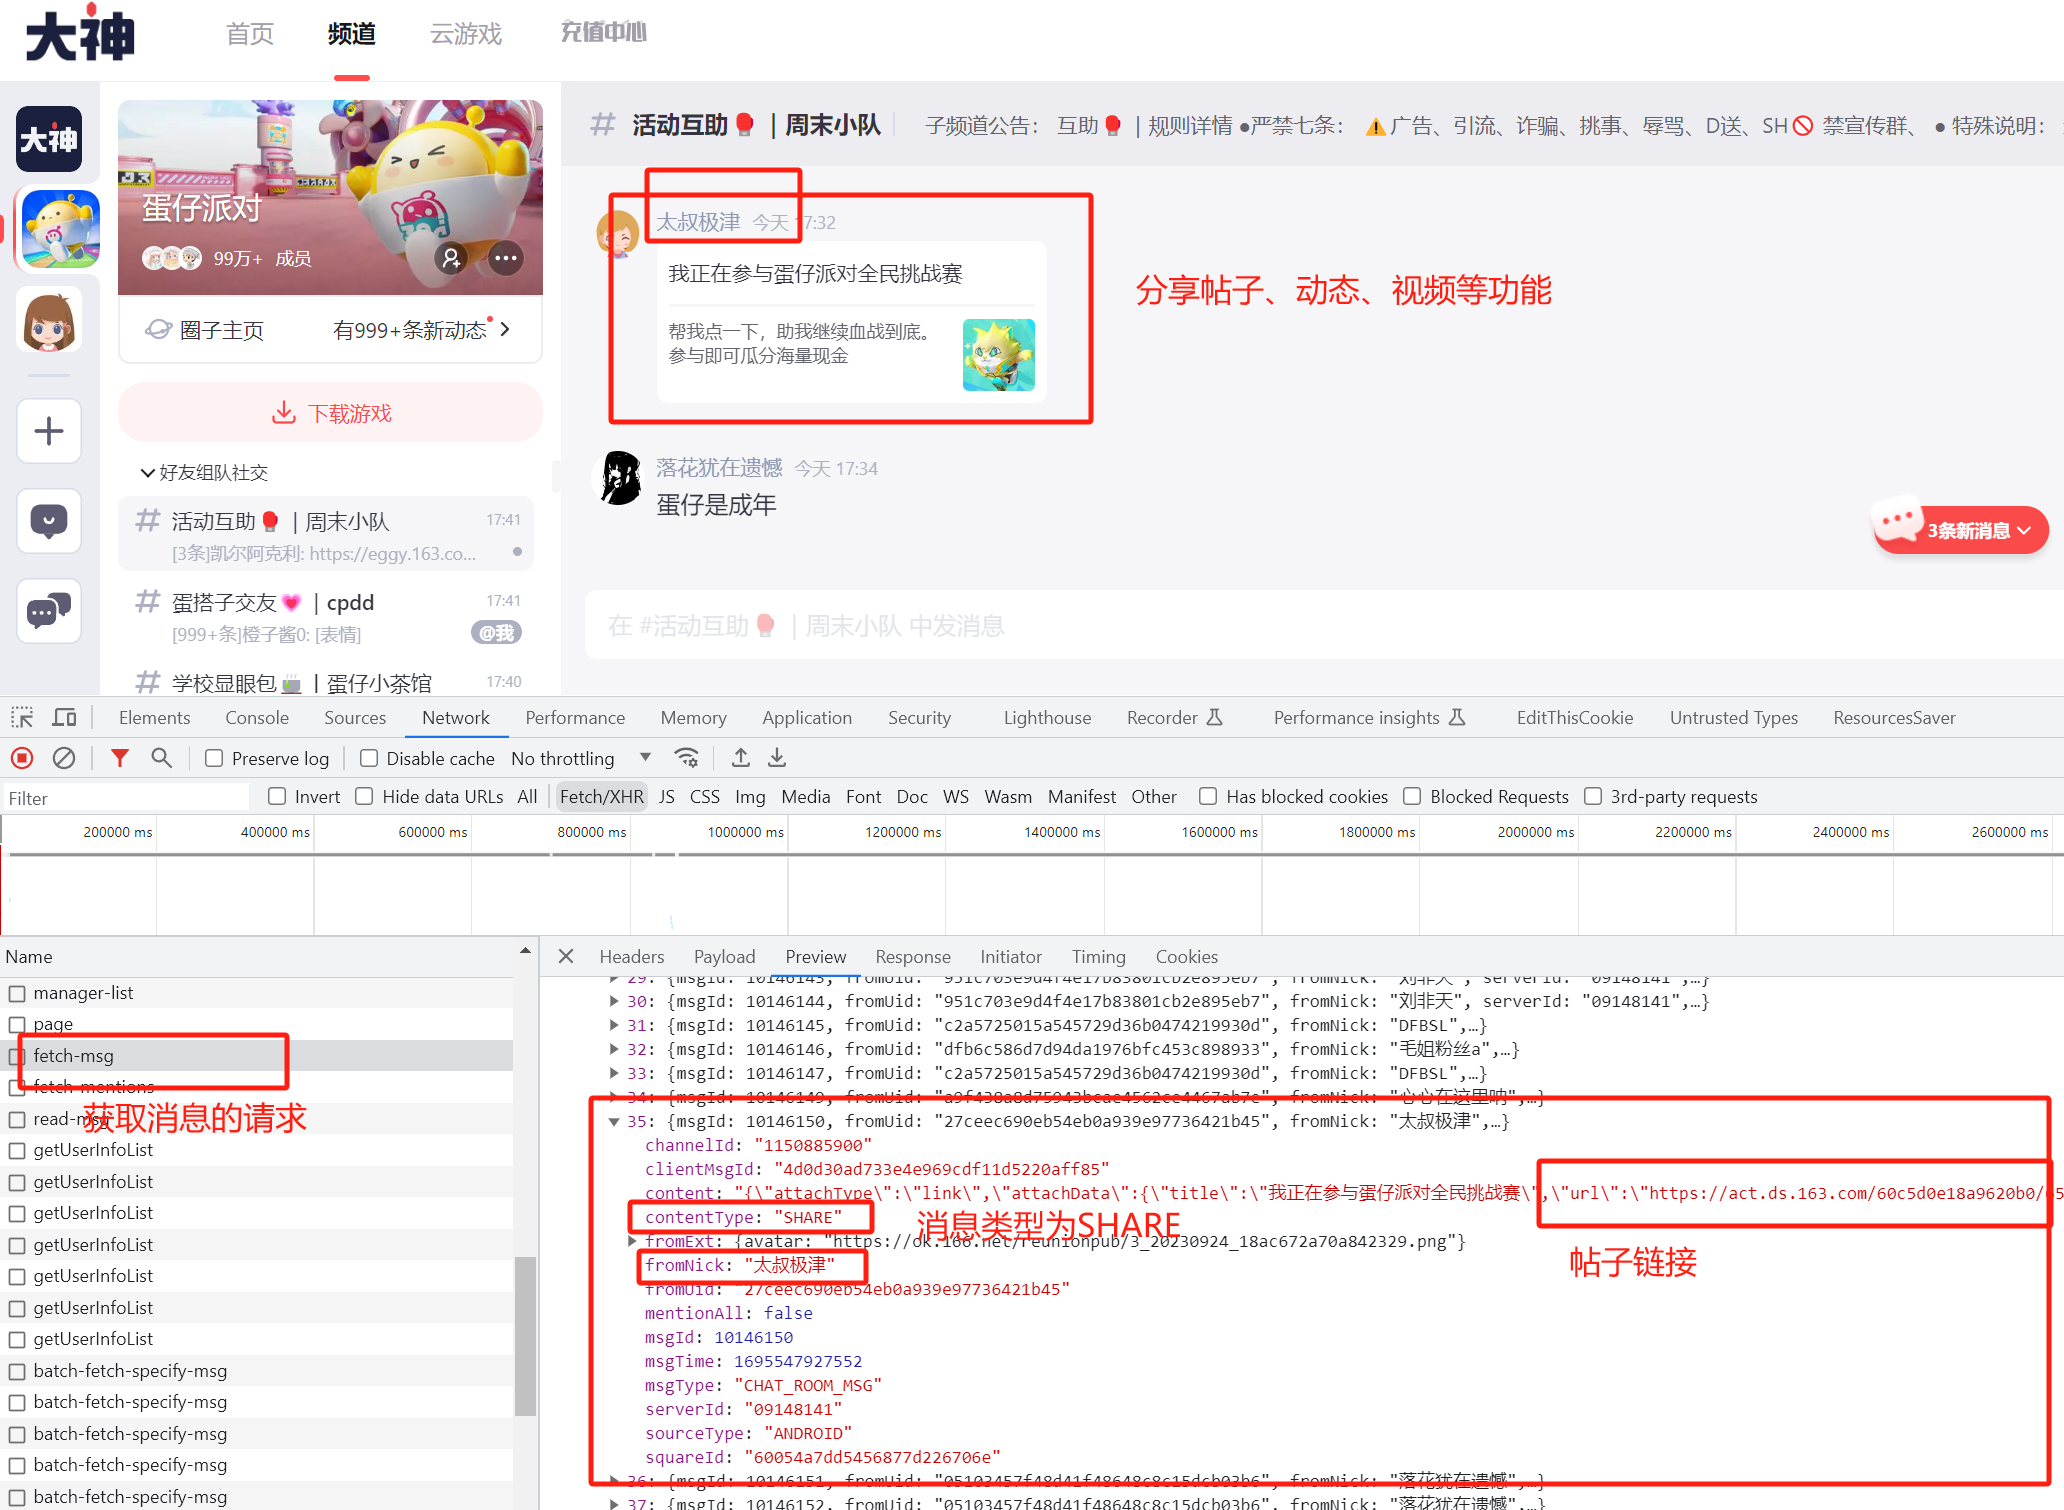 大神 首页 频道 云游戏 充值中心
大神
蛋仔派对
99万+ 成员
圈子主页 有999+条新动态
下载游戏
好友组队社交
活动互助 | 周末小队 17:41
[3条]凯尔阿克利: https://eggy.163.co...
蛋搭子交友 | cpdd 17:41
[999+条]橙子酱0: [表情] @我
学校显眼包 | 蛋仔小茶馆 17:40
# 活动互助 | 周末小队 子频道公告： 互助 | 规则详情 ●严禁七条： 广告、引流、诈骗、挑事、辱骂、D送、SH 禁宣传群、 ● 特殊说明：
太叔极津 今天 17:32
我正在参与蛋仔派对全民挑战赛
帮我点一下，助我继续血战到底。
参与即可瓜分海量现金
分享帖子、动态、视频等功能
落花犹在遗憾 今天 17:34
蛋仔是成年
3条新消息
在 #活动互助 | 周末小队 中发消息
Elements Console Sources Network Performance Memory Application Security Lighthouse Recorder Performance insights EditThisCookie Untrusted Types ResourcesSaver
Preserve log Disable cache No throttling
Filter Invert Hide data URLs All Fetch/XHR JS CSS Img Media Font Doc WS Wasm Manifest Other Has blocked cookies Blocked Requests 3rd-party requests
200000 ms 400000 ms 600000 ms 800000 ms 1000000 ms 1200000 ms 1400000 ms 1600000 ms 1800000 ms 2000000 ms 2200000 ms 2400000 ms 2600000 ms
Name
manager-list
page
fetch-msg
fetch-mentions
read-msg
获取消息的请求
getUserInfoList
getUserInfoList
getUserInfoList
getUserInfoList
getUserInfoList
getUserInfoList
getUserInfoList
batch-fetch-specify-msg
batch-fetch-specify-msg
batch-fetch-specify-msg
batch-fetch-specify-msg
batch-fetch-specify-msg
Headers Payload Preview Response Initiator Timing Cookies
29: {msgId: 10146143, fromUid: "951c703e9d4f4e17b83801cb2e895eb7", fromNick: "刘非天", serverId: "09148141",…}
30: {msgId: 10146144, fromUid: "951c703e9d4f4e17b83801cb2e895eb7", fromNick: "刘非天", serverId: "09148141",…}
31: {msgId: 10146145, fromUid: "c2a5725015a545729d36b0474219930d", fromNick: "DFBSL",…}
32: {msgId: 10146146, fromUid: "dfb6c586d7d94da1976bfc453c898933", fromNick: "毛姐粉丝a",…}
33: {msgId: 10146147, fromUid: "c2a5725015a545729d36b0474219930d", fromNick: "DFBSL",…}
34: {msgId: 10146149, fromUid: "a9f438a8d75943bcae4562ce4467ab7e", fromNick: "心心在这里呐",…}
35: {msgId: 10146150, fromUid: "27ceec690eb54eb0a939e97736421b45", fromNick: "太叔极津",…}
channelId: "1150885900"
clientMsgId: "4d0d30ad733e4e969cdf11d5220aff85"
content: "{\"attachType\":\"link\",\"attachData\":{\"title\":\"我正在参与蛋仔派对全民挑战赛\",\"url\":\"https://act.ds.163.com/60c5d0e18a9620b0/65
contentType: "SHARE"
消息类型为SHARE
fromExt: {avatar: "https://ok.166.net/reunionpub/3_20230924_18ac672a70a842329.png"}
fromNick: "太叔极津"
帖子链接
fromUid: "27ceec690eb54eb0a939e97736421b45"
mentionAll: false
msgId: 10146150
msgTime: 1695547927552
msgType: "CHAT_ROOM_MSG"
serverId: "09148141"
sourceType: "ANDROID"
squareId: "60054a7dd5456877d226706e"
36: {msgId: 10146151, fromUid: "05103457f48d41f48648c8c15dcb03b6", fromNick: "落花犹在遗憾",…}
37: {msgId: 10146152, fromUid: "05103457f48d41f48648c8c15dcb03b6", fromNick: "落花犹在遗憾",…}